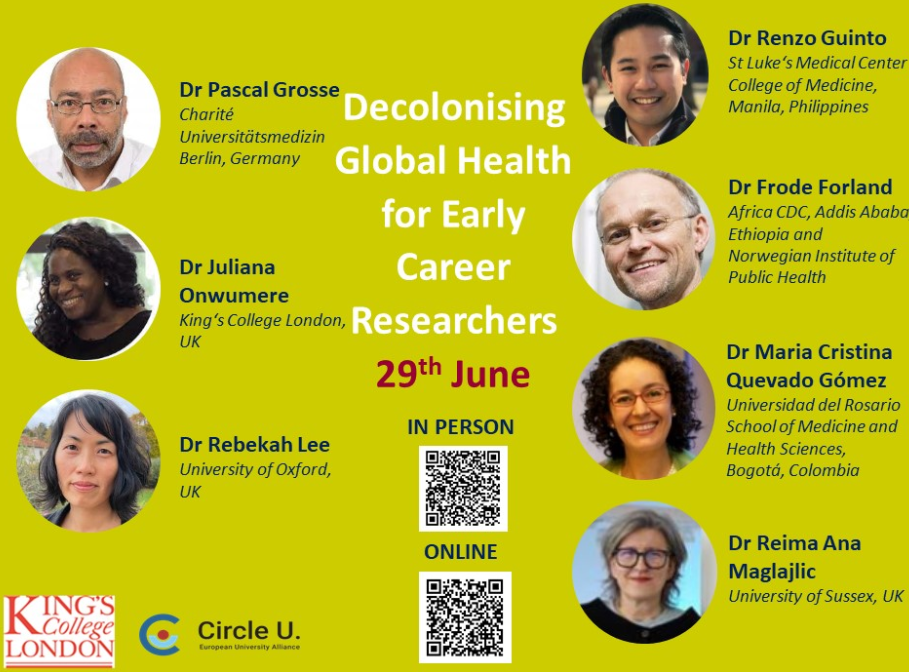 Dr Pascal Grosse
Charité
Universitätsmedizin
Berlin, Germany
Dr Juliana
Onwumere
King's College London,
UK
Dr Rebekah Lee
University of Oxford,
UK
Decolonising
Global Health
for Early
Career
Researchers
29th June
IN PERSON
ONLINE
Dr Renzo Guinto
St Luke's Medical Center
College of Medicine,
Manila, Philippines
Dr Frode Forland
Africa CDC, Addis Ababa
Ethiopia and
Norwegian Institute of
Public Health
Dr Maria Cristina
Quevado Gómez
Universidad del Rosario
School of Medicine and
Health Sciences,
Bogotá, Colombia
Dr Reima Ana
Maglajlic
University of Sussex, UK
KING'S
College
LONDON
Circle U.
European University Alliance